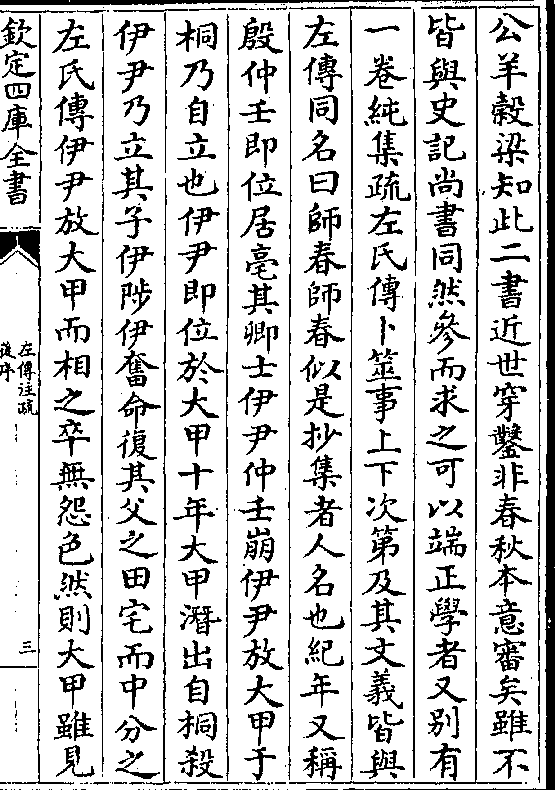 公羊穀梁知此二書近世穿鑿非春秋本意審矣雖不
皆與史記尚書同然參而求之可以端正學者又别有
一卷純集疏左氏傳卜筮事上下次第及其文義皆與
左傳同名曰師春師春似是抄集者人名也紀年又稱
殷仲壬即位居亳其卿士伊尹仲壬崩伊尹放大甲于
桐乃自立也伊尹即位於大甲十年大甲潛出自桐殺
伊尹乃立其子伊陟伊奮命復其父之田宅而中分之
左氏傳伊尹放大甲而相之卒無怨色然則大甲雖見
欽定四庫全書
左傳注疏
後序
三